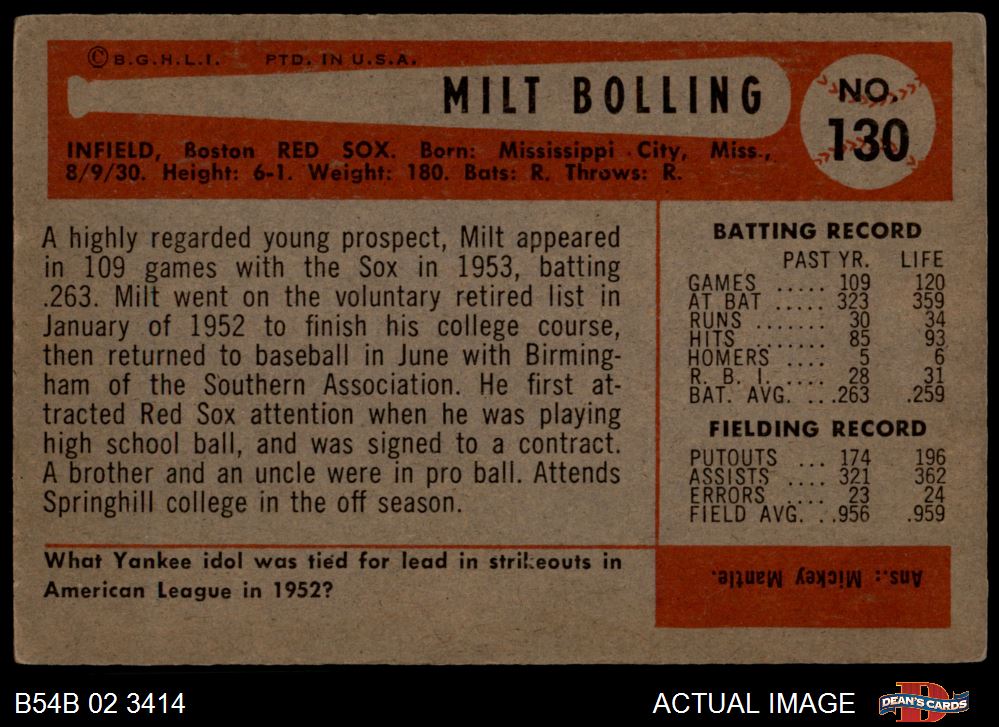 ©B.G.H.L.I. PTD. IN U.S.A.
MILT BOLLING
NO.
130
INFIELD, Boston RED SOX. Born: Mississippi City, Miss.,
8/9/30. Height: 6-1. Weight: 180. Bats: R. Throws: R.
A highly regarded young prospect, Milt appeared
in 109 games with the Sox in 1953, batting
.263. Milt went on the voluntary retired list in
January of 1952 to finish his college course,
then returned to baseball in June with Birming-
ham of the Southern Association. He first at-
tracted Red Sox attention when he was playing
high school ball, and was signed to a contract.
A brother and an uncle were in pro ball. Attends
Springhill college in the off season.
BATTING RECORD
PAST YR. LIFE
GAMES ..... 109 120
AT BAT ..... 323 359
RUNS ....... 30 34
HITS ....... 85 93
HOMERS .... 5 6
R. B. I. .... 28 31
BAT. AVG. ...263 .259
FIELDING RECORD
PUTOUTS ... 174 196
ASSISTS .... 321 362
ERRORS .... 23 24
FIELD AVG. ..956 .959
What Yankee idol was tied for lead in strikeouts in
American League in 1952?
Ans.: Mickey Mantle.
B54B 02 3414
ACTUAL IMAGE
DEAN'S CARDS